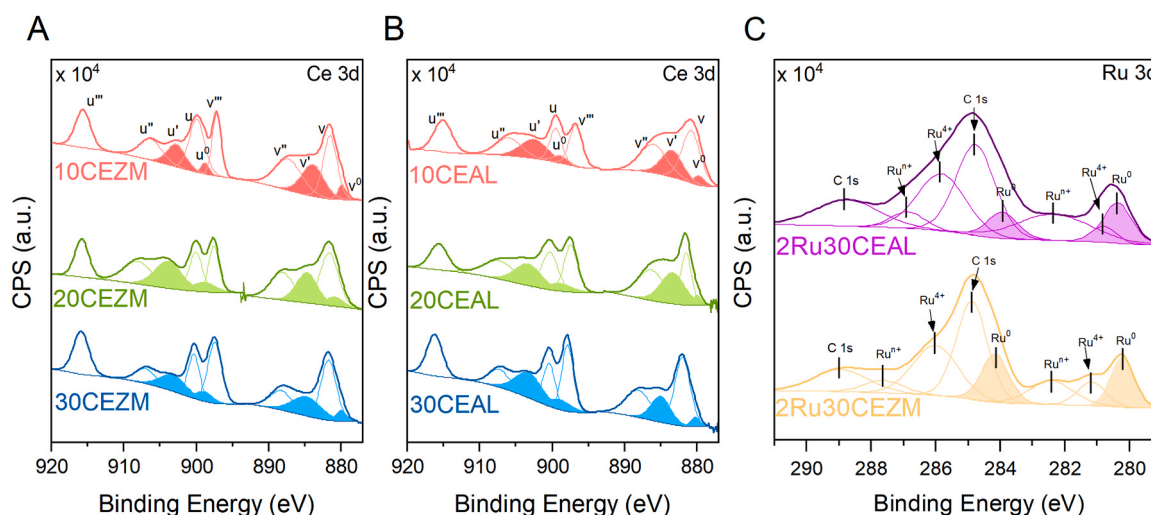 A
x 10⁴
Ce 3d
u'''
u''
u'
u
u⁰
v'''
v''
v'
v
v⁰
10CEZM
20CEZM
30CEZM
CPS (a.u.)
920 910 900 890 880
Binding Energy (eV)
B
x 10⁴
Ce 3d
u'''
u''
u'
u
u⁰
v'''
v''
v'
v
v⁰
10CEAL
20CEAL
30CEAL
CPS (a.u.)
920 910 900 890 880
Binding Energy (eV)
C
x 10⁴
Ru 3d
C 1s
Ruⁿ⁺
Ru⁴⁺
C 1s
Ru⁰
Ruⁿ⁺
Ru⁴⁺
Ru⁰
2Ru30CEAL
C 1s
Ruⁿ⁺
Ru⁴⁺
C 1s
Ru⁰
Ruⁿ⁺
Ru⁴⁺
Ru⁰
2Ru30CEZM
CPS (a.u.)
290 288 286 284 282 280
Binding Energy (eV)